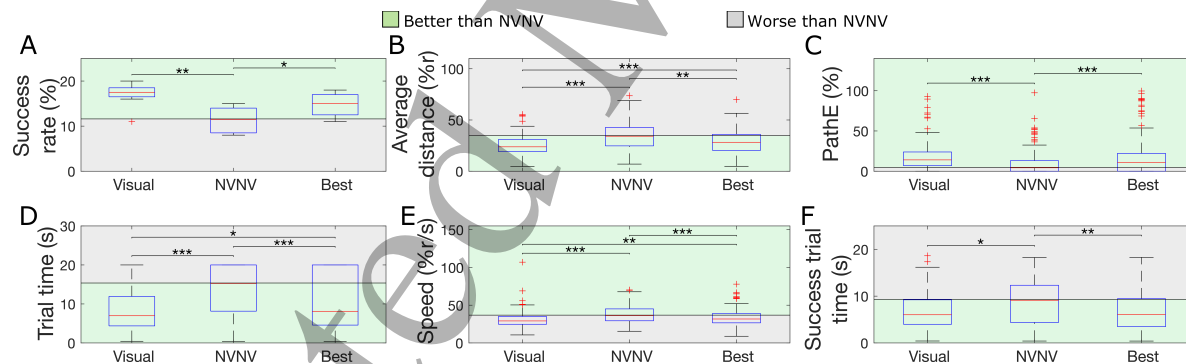 Better than NVNV
Worse than NVNV
A
Success
rate (%)
20
10
0
**
*
Visual
NVNV
Best
B
Average
distance (%r)
100
50
0
***
***
**
Visual
NVNV
Best
C
PathE (%)
100
50
0
***
***
Visual
NVNV
Best
D
Trial time (s)
30
20
10
0
*
***
***
Visual
NVNV
Best
E
Speed (%r/s)
150
100
50
0
***
**
***
Visual
NVNV
Best
F
Success trial
time (s)
20
10
0
*
**
Visual
NVNV
Best
ted M